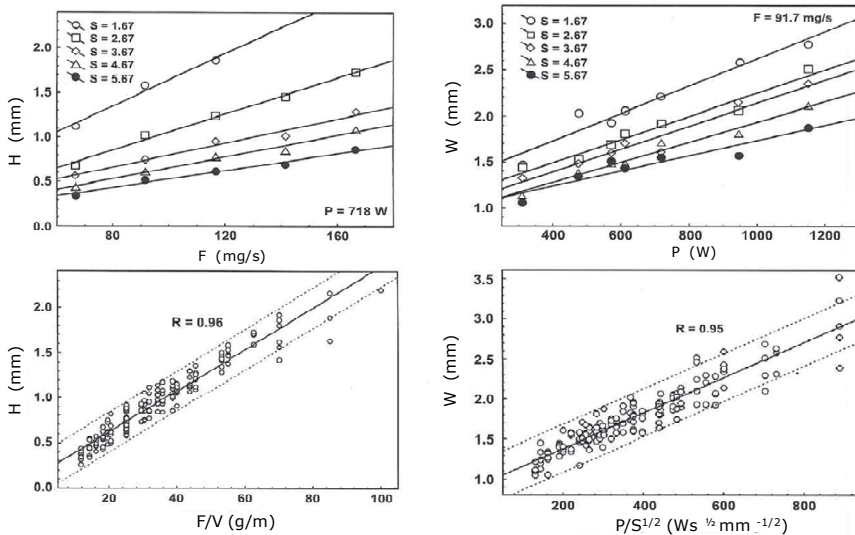 S = 1.67
S = 2.67
S = 3.67
S = 4.67
S = 5.67
P = 718 W
H (mm)
2.0
1.5
1.0
0.5
0.0
80
120
160
F (mg/s)
F = 91.7 mg/s
S = 1.67
S = 2.67
S = 3.67
S = 4.67
S = 5.67
W (mm)
3.0
2.5
2.0
1.5
1.0
400
600
800
1000
1200
P (W)
R = 0.96
H (mm)
2.0
1.5
1.0
0.5
0.0
20
40
60
80
100
F/V (g/m)
R = 0.95
W (mm)
3.5
3.0
2.5
2.0
1.5
1.0
200
400
600
800
P/S1/2 (Ws ½ mm -1/2)